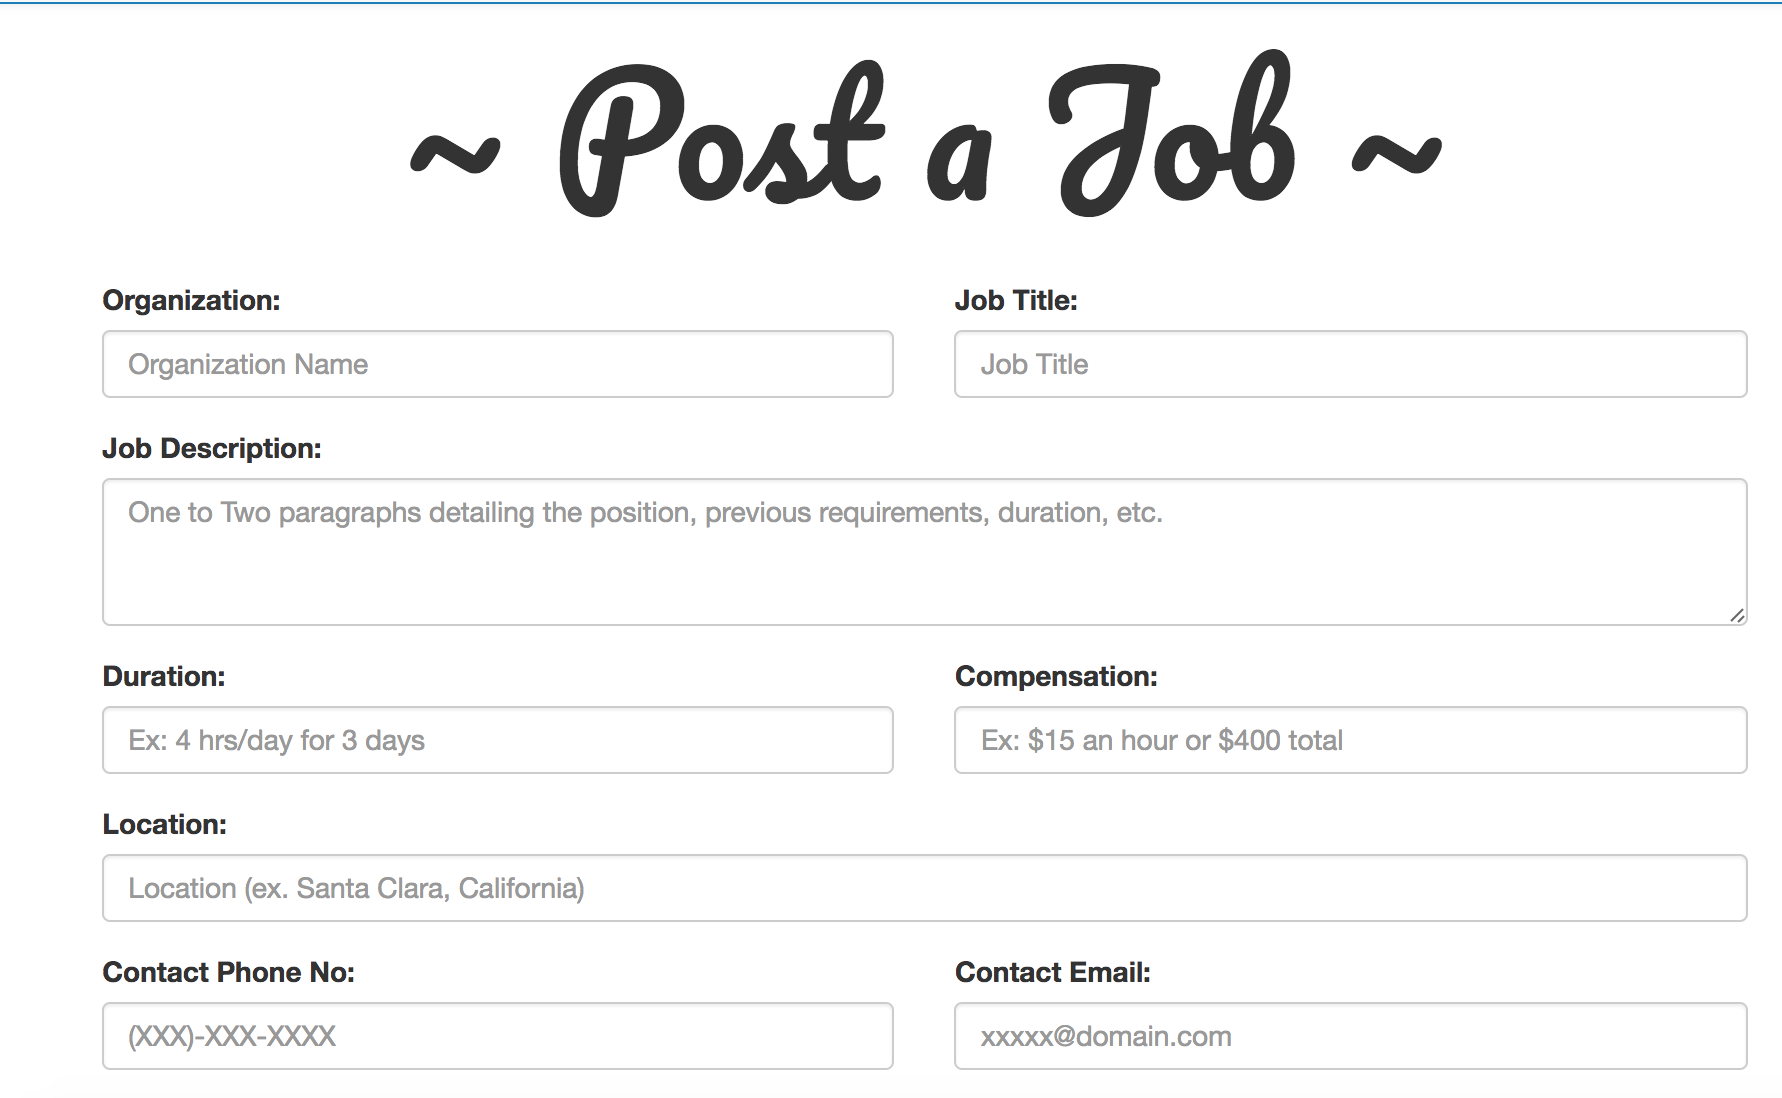 ~ Post a Job ~
Organization: Job Title:
Organization Name Job Title
Job Description:
One to Two paragraphs detailing the position, previous requirements, duration, etc.
Duration: Compensation:
Ex: 4 hrs/day for 3 days Ex: $15 an hour or $400 total
Location:
Location (ex. Santa Clara, California)
Contact Phone No: Contact Email:
(XXX)-XXX-XXXX xxxxx@domain.com